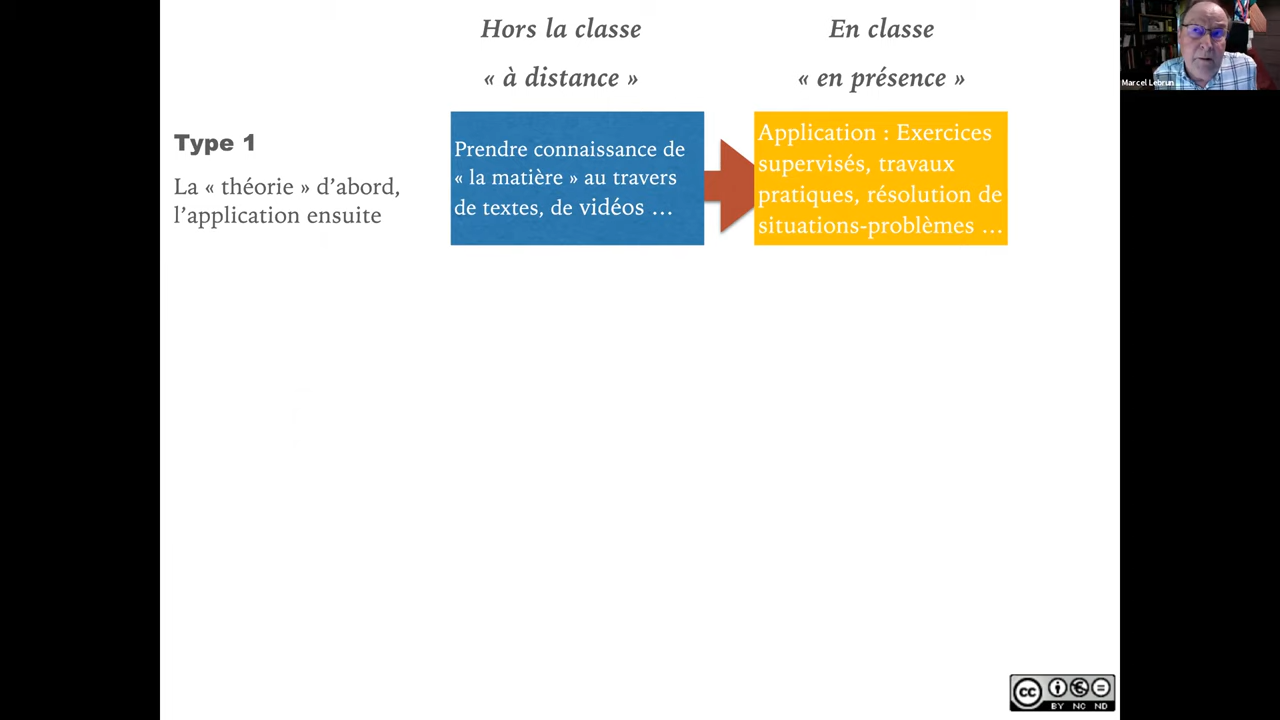 Hors la classe
« à distance »
En classe
« en présence »
Marcel Lebrun
Type 1
La « théorie » d’abord,
l’application ensuite
Prendre connaissance de
« la matière » au travers
de textes, de vidéos …
Application : Exercices
supervisés, travaux
pratiques, résolution de
situations-problèmes …
cc
BY NC ND